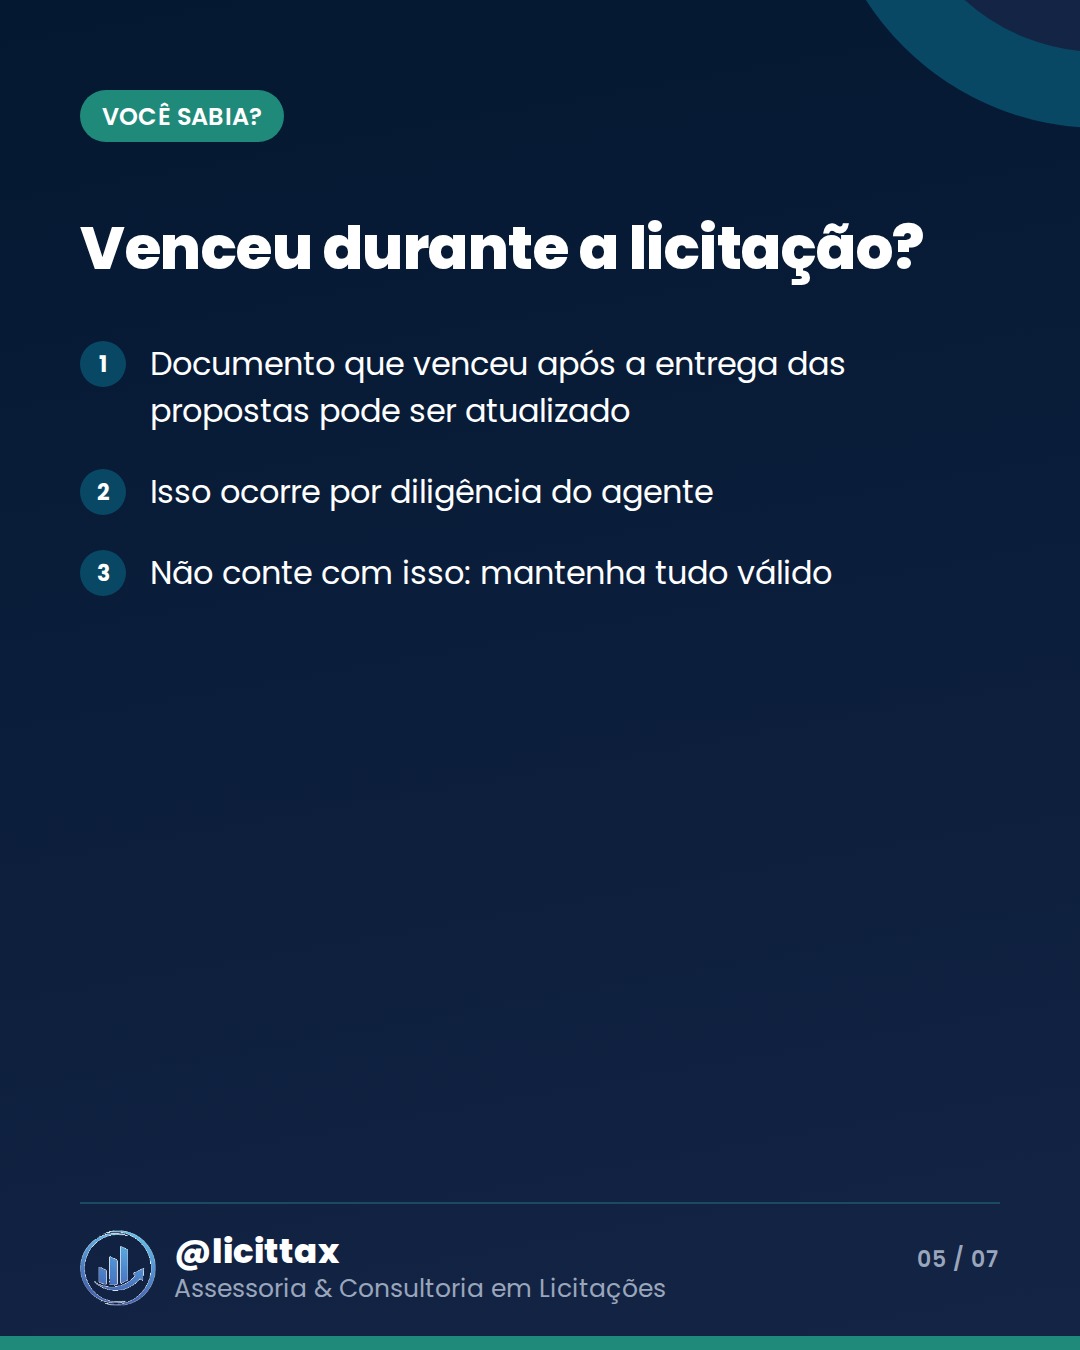 VOCÊ SABIA?
Venceu durante a licitação?
1 Documento que venceu após a entrega das
propostas pode ser atualizado
2 Isso ocorre por diligência do agente
3 Não conte com isso: mantenha tudo válido
@licittax
Assessoria & Consultoria em Licitações
05 / 07